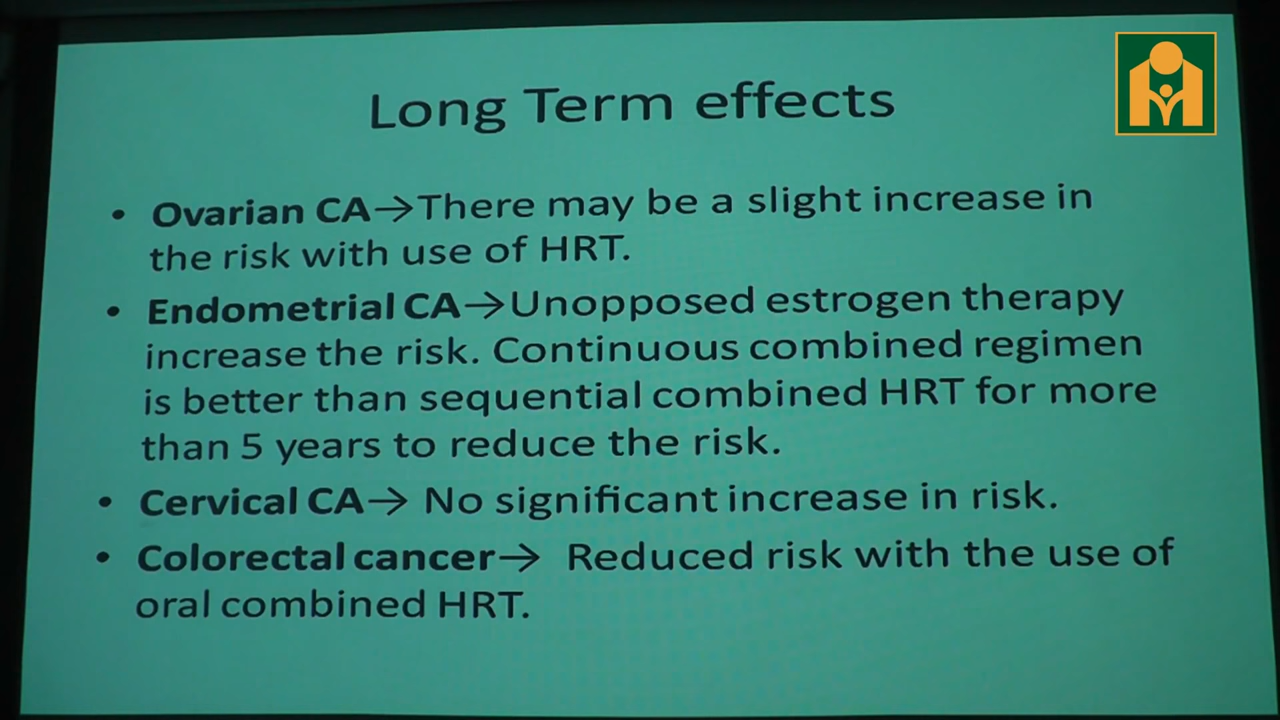 Long Term effects
• Ovarian CA→There may be a slight increase in
the risk with use of HRT.
• Endometrial CA→Unopposed estrogen therapy
increase the risk. Continuous combined regimen
is better than sequential combined HRT for more
than 5 years to reduce the risk.
• Cervical CA→ No significant increase in risk.
• Colorectal cancer→ Reduced risk with the use of
oral combined HRT.